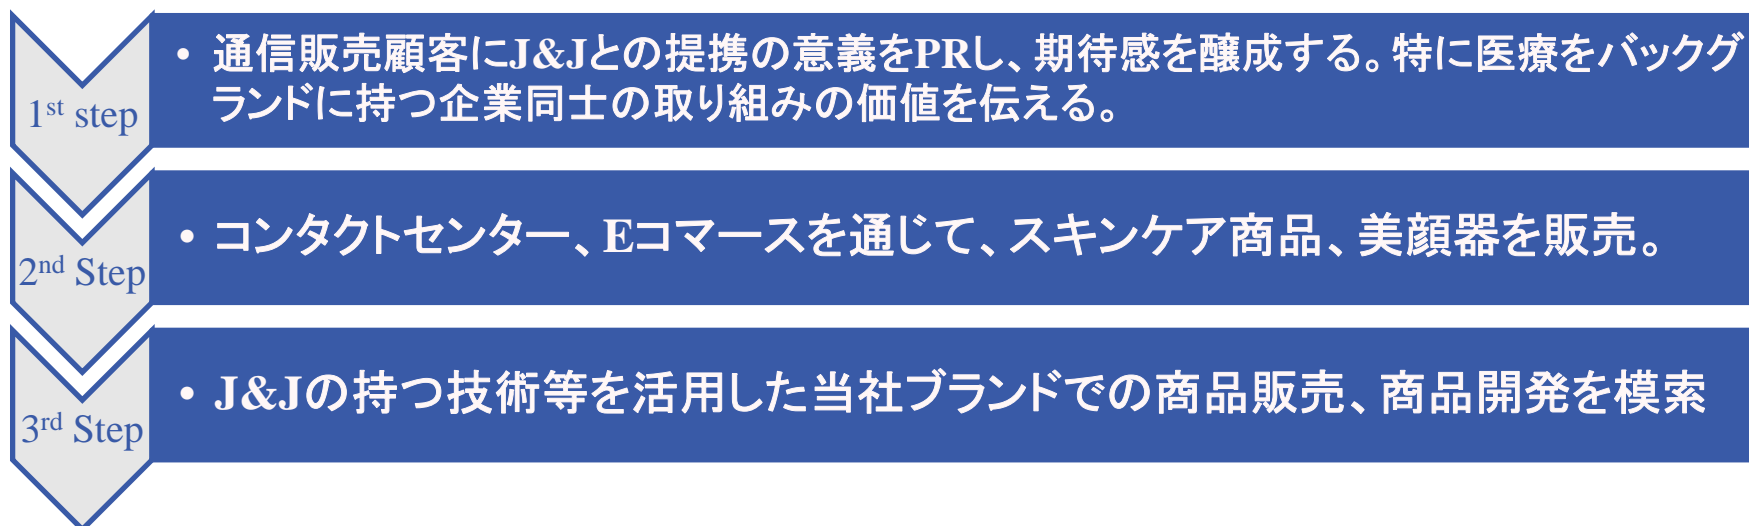 1st step
• 通信販売顧客にJ&Jとの提携の意義をPRし、期待感を醸成する。特に医療をバックグ
ランドに持つ企業同士の取り組みの価値を伝える。
2nd Step
• コンタクトセンター、Eコマースを通じて、スキンケア商品、美顔器を販売。
3rd Step
• J&Jの持つ技術等を活用した当社ブランドでの商品販売、商品開発を模索